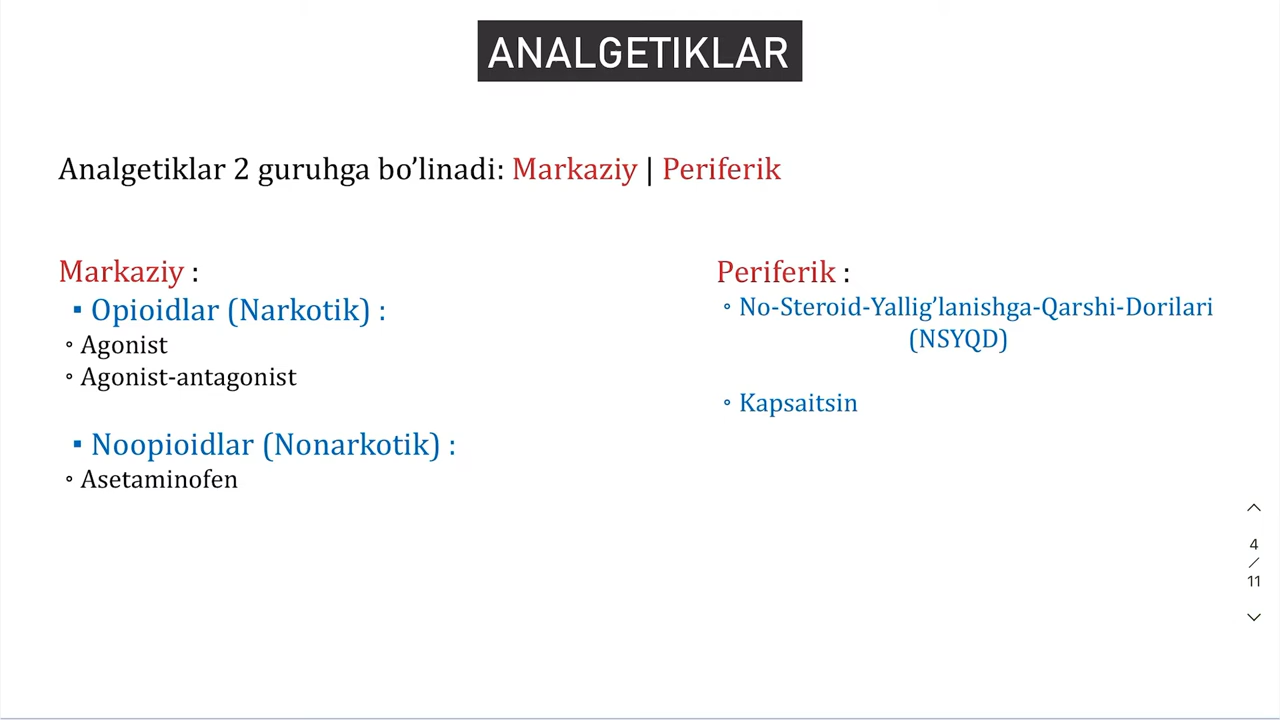 ANALGETIKLAR
Analgetiklar 2 guruhga bo’linadi: Markaziy | Periferik
Markaziy :
▪ Opioidlar (Narkotik) :
◦ Agonist
◦ Agonist-antagonist
▪ Noopioidlar (Nonarkotik) :
◦ Asetaminofen
Periferik :
◦ No-Steroid-Yallig’lanishga-Qarshi-Dorilari
(NSYQD)
◦ Kapsaitsin
4
/
11